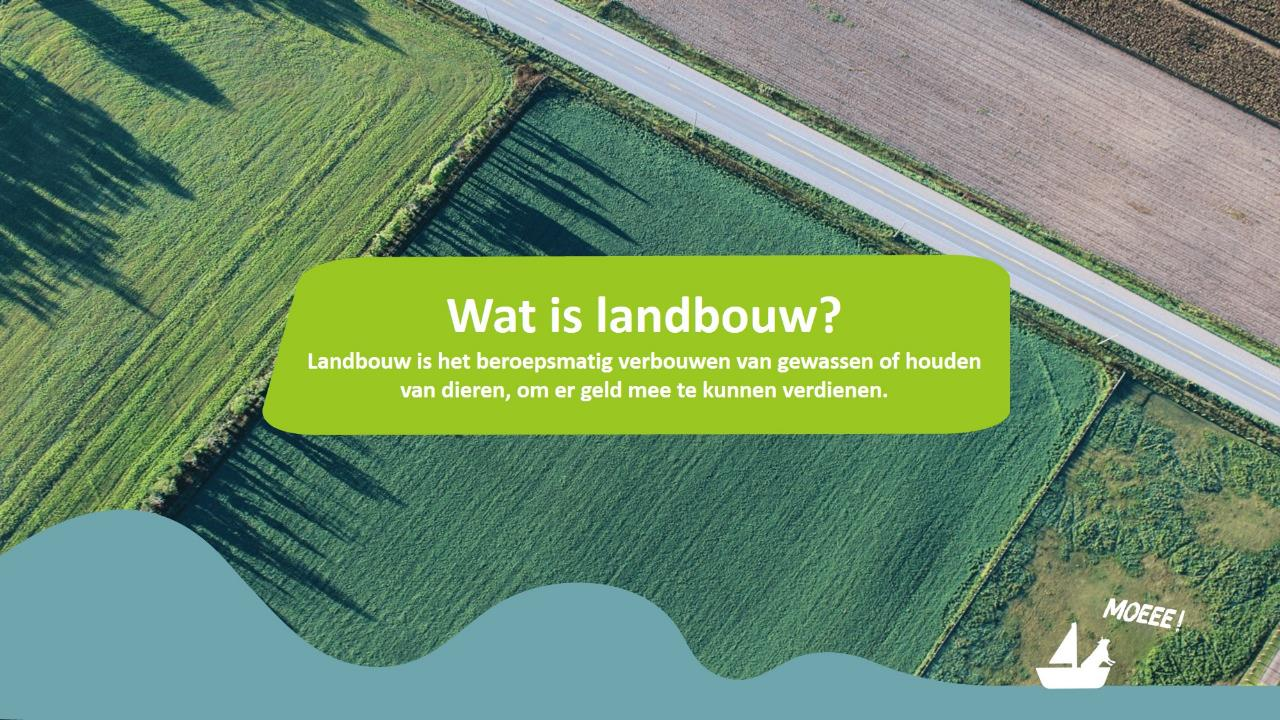 Wat is landbouw?
Landbouw is het beroepsmatig verbouwen van gewassen of houden
van dieren, om er geld mee te kunnen verdienen.
MOEEE!